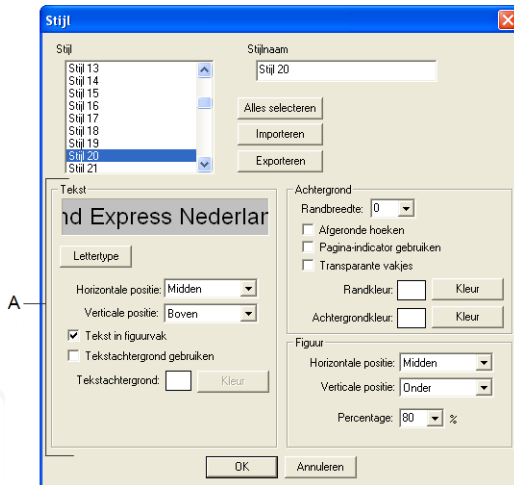 Stijl
Stijl
Stijlnaam
Stijl 13
Stijl 14
Stijl 15
Stijl 16
Stijl 17
Stijl 18
Stijl 19
Stijl 20
Stijl 21
Stijl 20
Alles selecteren
Importeren
Exporteren
A
Tekst
nd Express Nederlar
Lettertype
Horizontale positie: Midden
Verticale positie: Boven
Tekst in figuurvak
Tekstachtergrond gebruiken
Tekstachtergrond: Kleur
Achtergrond
Randbreedte: 0
Afgeronde hoeken
Pagina-indicator gebruiken
Transparante vakjes
Randkleur: Kleur
Achtergrondkleur: Kleur
Figuur
Horizontale positie: Midden
Verticale positie: Onder
Percentage: 80 %
OK
Annuleren